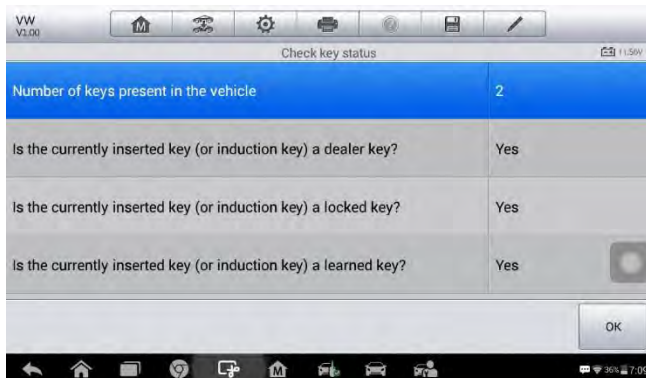 VW
V1.00
Check key status
11.56V
Number of keys present in the vehicle 2
Is the currently inserted key (or induction key) a dealer key? Yes
Is the currently inserted key (or induction key) a locked key? Yes
Is the currently inserted key (or induction key) a learned key? Yes
OK
36% 7:09